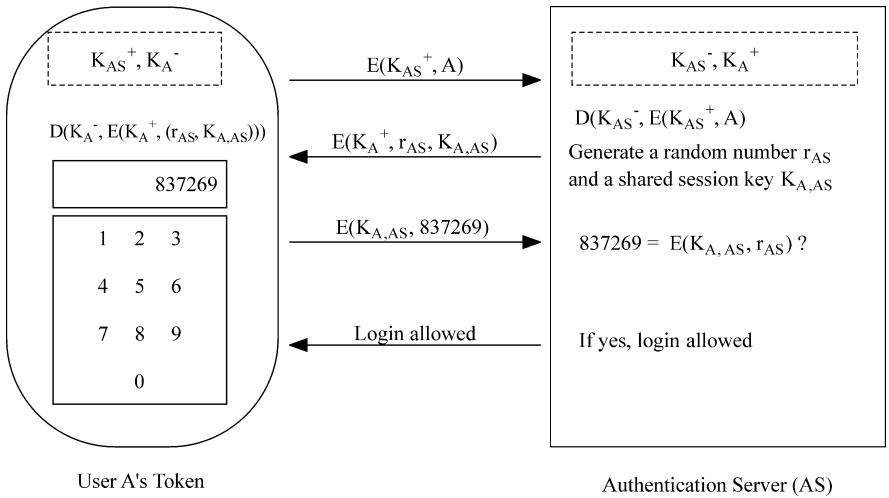 K_AS^+, K_A^-
D(K_A^-, E(K_A^+, (r_AS, K_A,AS)))
837269
1 2 3
4 5 6
7 8 9
0
User A's Token
E(K_AS^+, A)
E(K_A^+, r_AS, K_A,AS)
E(K_A,AS, 837269)
Login allowed
K_AS^-, K_A^+
D(K_AS^-, E(K_AS^+, A)
Generate a random number r_AS
and a shared session key K_A,AS
837269 = E(K_A,AS, r_AS) ?
If yes, login allowed
Authentication Server (AS)